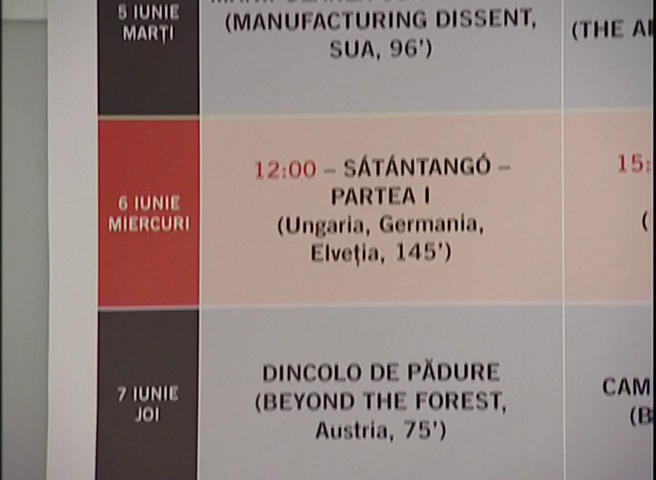 5 IUNIE
MARȚI
(MANUFACTURING DISSENT,
SUA, 96')
(THE
6 IUNIE
MIERCURI
12:00 – SÁTÁNTANGÓ –
PARTEA I
(Ungaria, Germania,
Elveția, 145')
15:
(
7 IUNIE
JOI
DINCOLO DE PĂDURE
(BEYOND THE FOREST,
Austria, 75')
CAM
(B